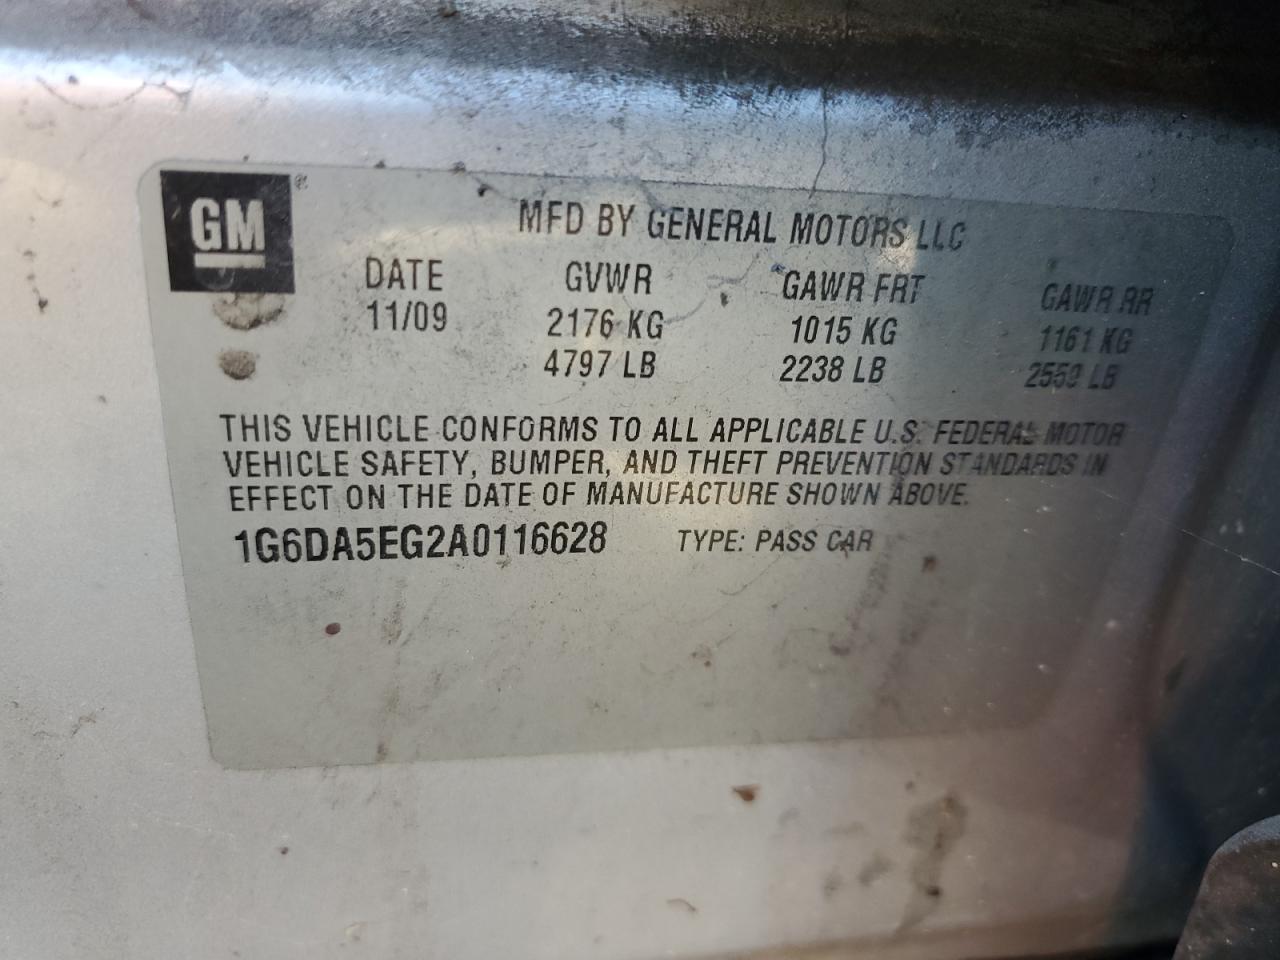 GM ®
MFD BY GENERAL MOTORS LLC
DATE GVWR GAWR FRT GAWR RR
11/09 2176 KG 1015 KG 1161 KG
4797 LB 2238 LB 2559 LB
THIS VEHICLE CONFORMS TO ALL APPLICABLE U.S. FEDERAL MOTOR
VEHICLE SAFETY, BUMPER, AND THEFT PREVENTION STANDARDS IN
EFFECT ON THE DATE OF MANUFACTURE SHOWN ABOVE.
1G6DA5EG2A0116628 TYPE: PASS CAR